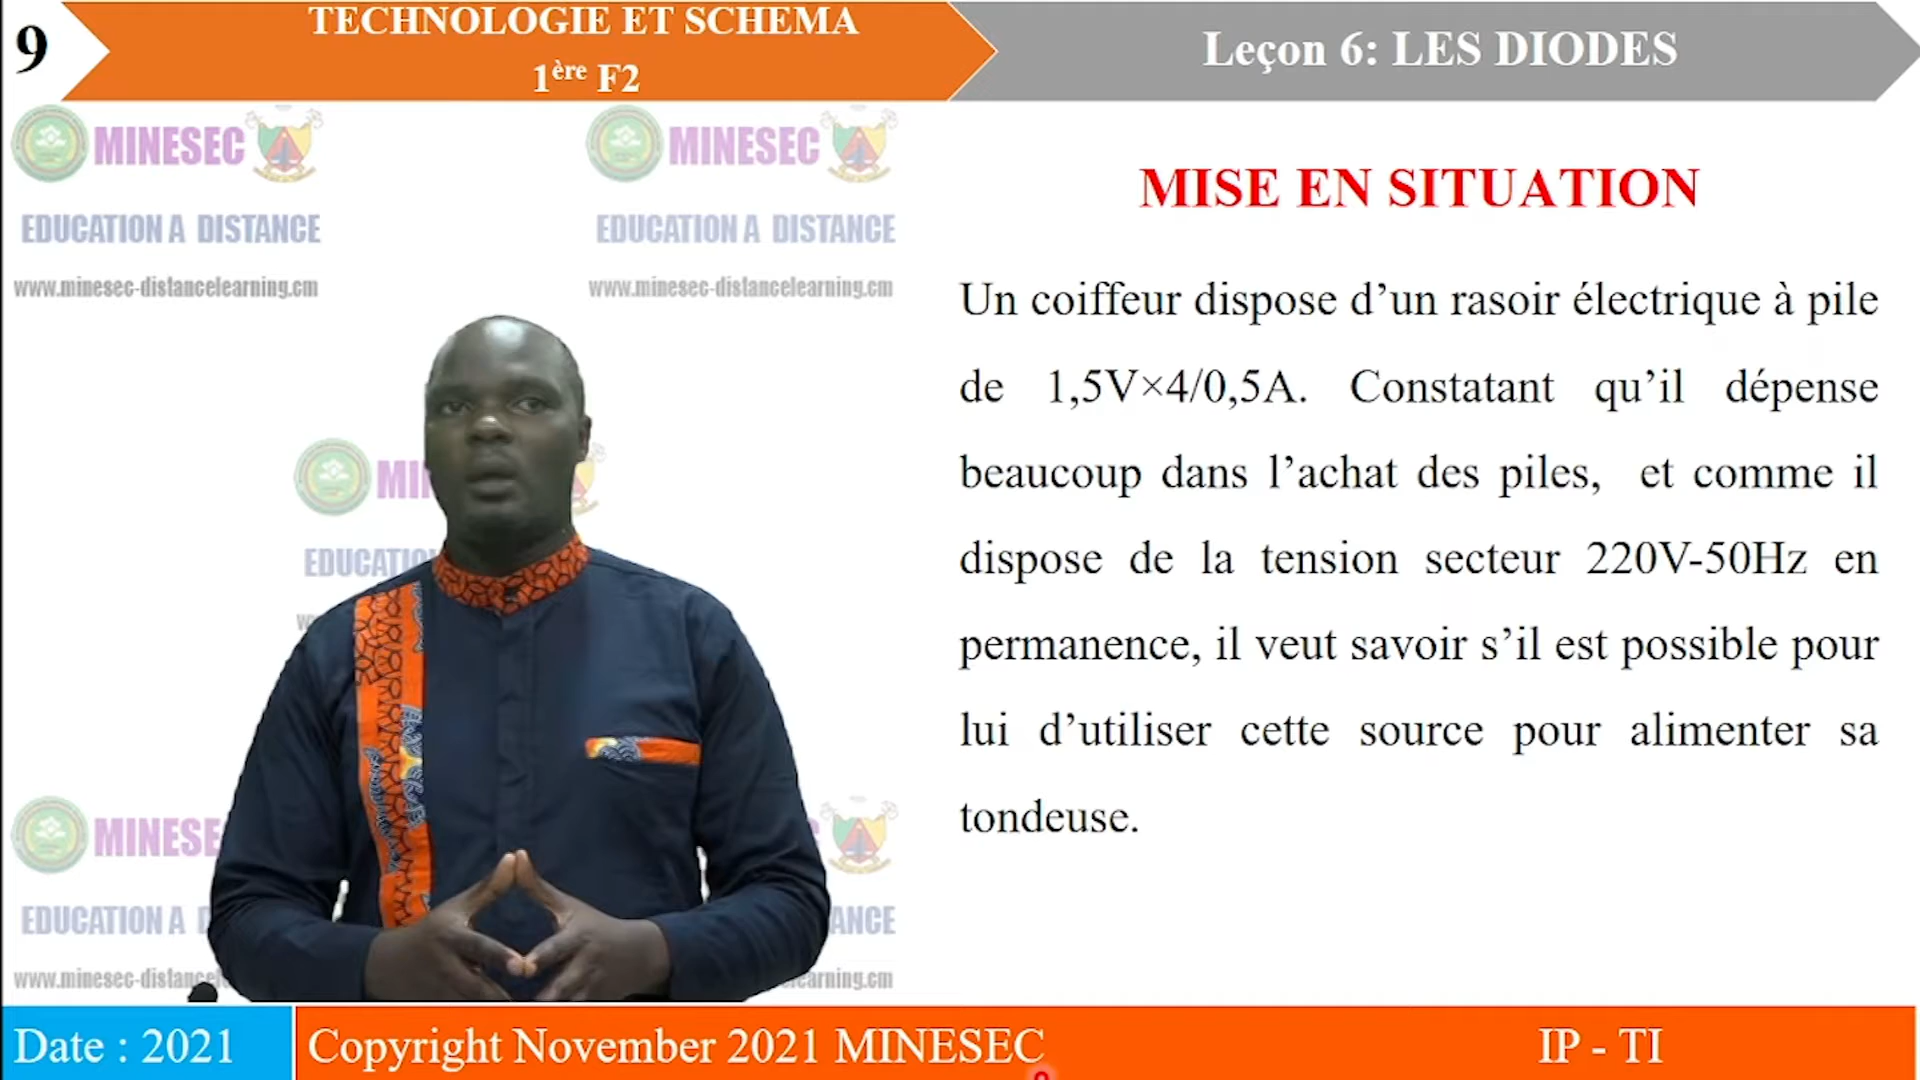 9
TECHNOLOGIE ET SCHEMA
1ère F2
Leçon 6: LES DIODES
MINESEC
EDUCATION A DISTANCE
www.minesec-distancelearning.cm
MINESEC
EDUCATION A DISTANCE
www.minesec-distancelearning.cm
MISE EN SITUATION
Un coiffeur dispose d’un rasoir électrique à pile
de 1,5V×4/0,5A. Constatant qu’il dépense
beaucoup dans l’achat des piles, et comme il
dispose de la tension secteur 220V-50Hz en
permanence, il veut savoir s’il est possible pour
lui d’utiliser cette source pour alimenter sa
tondeuse.
Date : 2021
Copyright November 2021 MINESEC
IP - TI